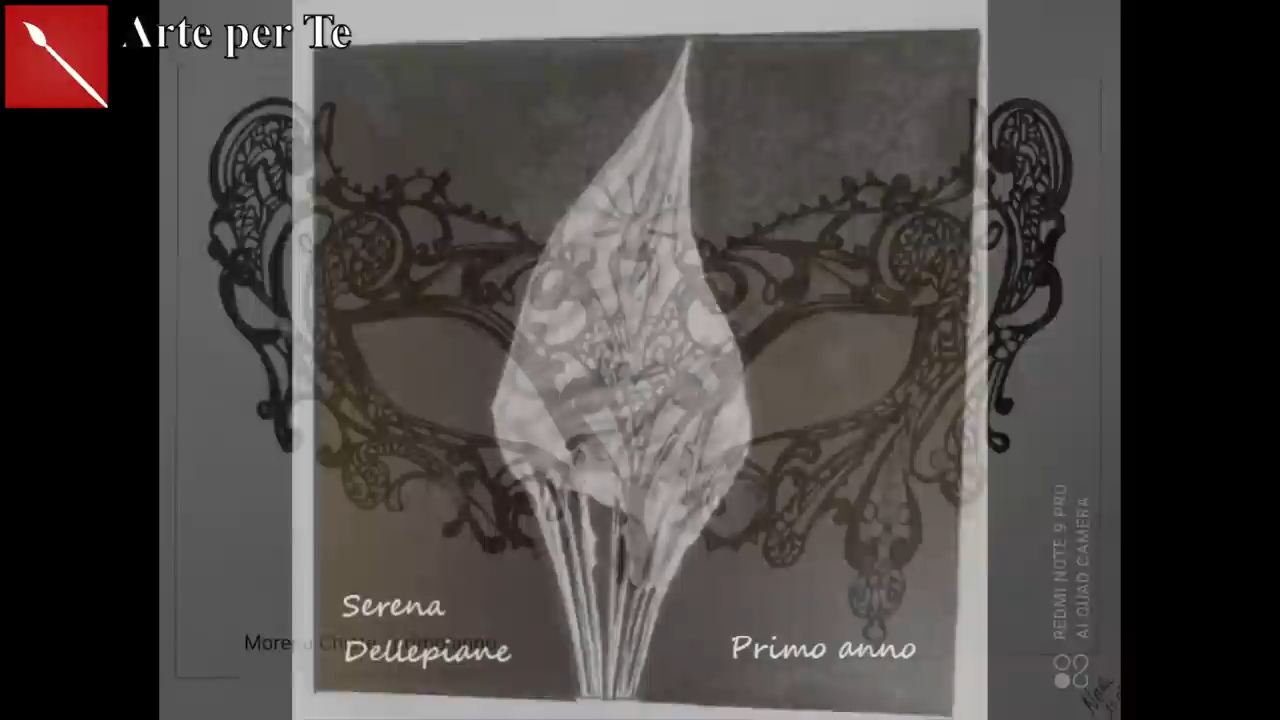 Arte per Te
Serena
Dellepiane
Primo anno
REDMI NOTE 9 PRO
AI QUAD CAMERA